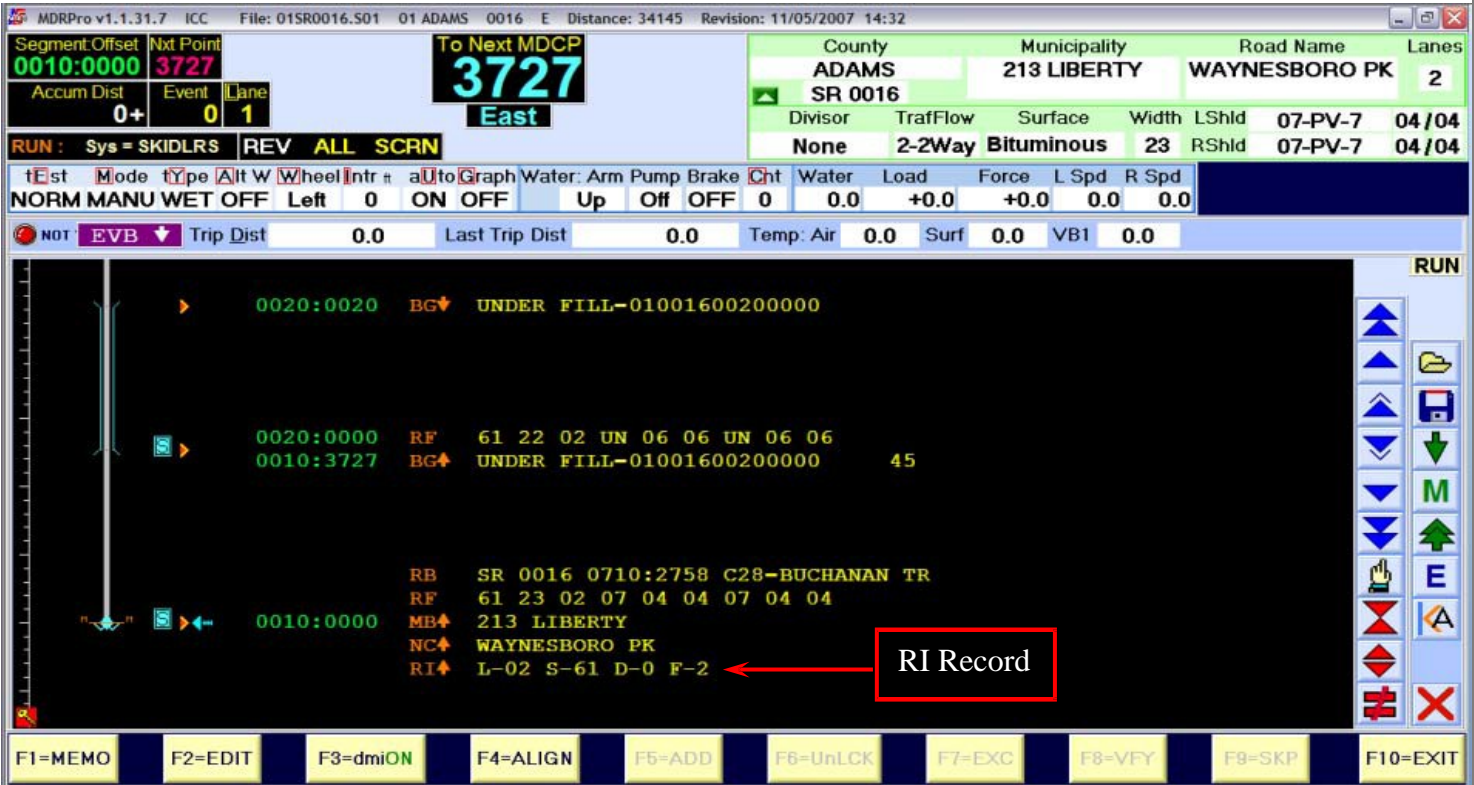 MDRPro v1.1.31.7 ICC File: 01SR0016.S01 01 ADAMS 0016 E Distance: 34145 Revision: 11/05/2007 14:32
Segment:Offset Nxt Point To Next MDCP County Municipality Road Name Lanes
0010:0000 3727 3727 ADAMS 213 LIBERTY WAYNESBORO PK 2
Accum Dist Event Lane East SR 0016
0+ 0 1 Divisor TrafFlow Surface Width LShld 07-PV-7 04/04
RUN : Sys = SKIDLRS REV ALL SCRN None 2-2Way Bituminous 23 RShld 07-PV-7 04/04
tEst Mode tYpe Alt W Wheel Intr ft aUto Graph Water: Arm Pump Brake Cnt Water Load Force L Spd R Spd
NORM MANU WET OFF Left 0 ON OFF Up Off OFF 0 0.0 +0.0 +0.0 0.0 0.0
NOT EVB Trip Dist 0.0 Last Trip Dist 0.0 Temp: Air 0.0 Surf 0.0 VB1 0.0
RUN
0020:0020 BG UNDER FILL-01001600200000
S 0020:0000 RF 61 22 02 UN 06 06 UN 06 06
0010:3727 BG UNDER FILL-01001600200000 45
M
RB SR 0016 0710:2758 C28-BUCHANAN TR
E
RF 61 23 02 07 04 04 07 04 04
S 0010:0000 MB 213 LIBERTY
A
NC WAYNESBORO PK
RI L-02 S-61 D-0 F-2
RI Record
F1=MEMO F2=EDIT F3=dmiON F4=ALIGN F5=ADD F6=UnLCK F7=EXC F8=VFY F9=SKP F10=EXIT